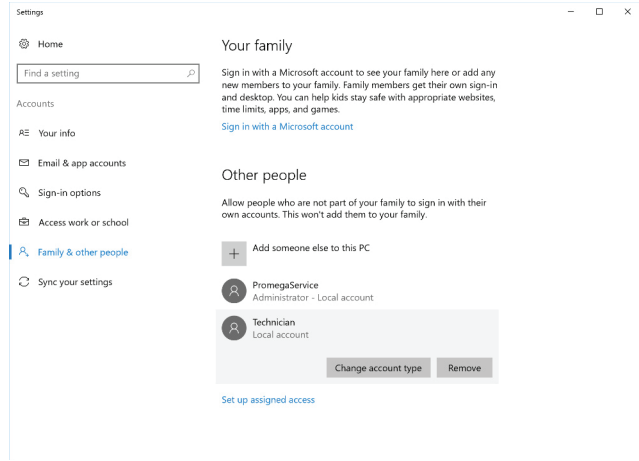 Settings
Home
Find a setting
Accounts
Your info
Email & app accounts
Sign-in options
Access work or school
Family & other people
Sync your settings
Your family
Sign in with a Microsoft account to see your family here or add any
new members to your family. Family members get their own sign-in
and desktop. You can help kids stay safe with appropriate websites,
time limits, apps, and games.
Sign in with a Microsoft account
Other people
Allow people who are not part of your family to sign in with their
own accounts. This won't add them to your family.
Add someone else to this PC
PromegaService
Administrator - Local account
Technician
Local account
Change account type
Remove
Set up assigned access